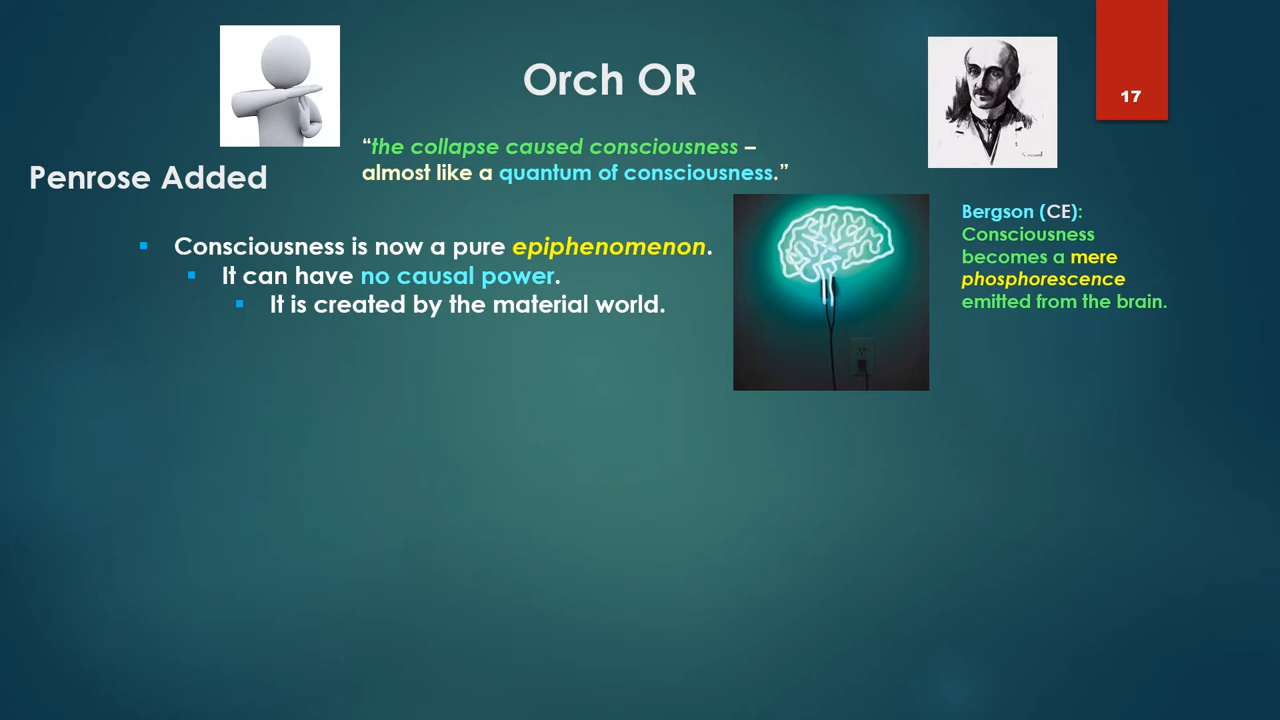 Orch OR
17
Penrose Added
“the collapse caused consciousness –
almost like a quantum of consciousness.”
Consciousness is now a pure epiphenomenon.
It can have no causal power.
It is created by the material world.
Bergson (CE):
Consciousness
becomes a mere
phosphorescence
emitted from the brain.